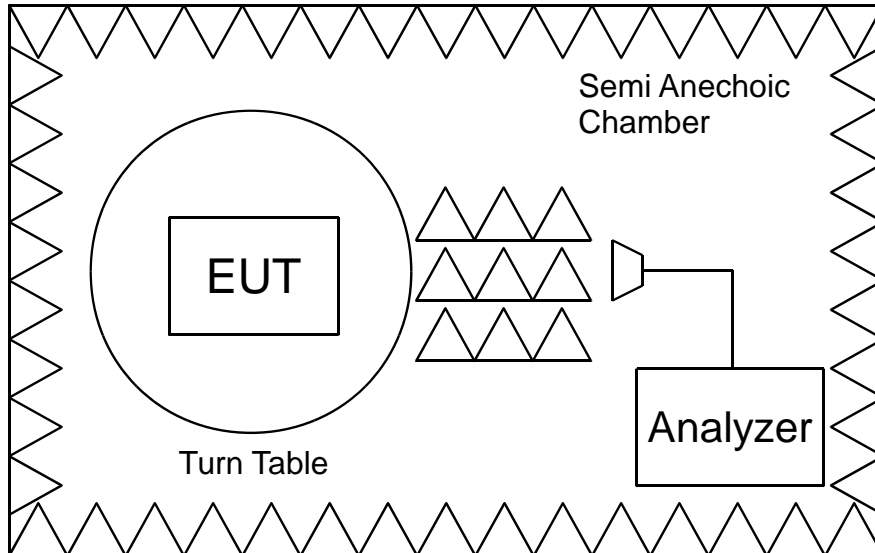 Semi Anechoic
Chamber
EUT
Analyzer
Turn Table